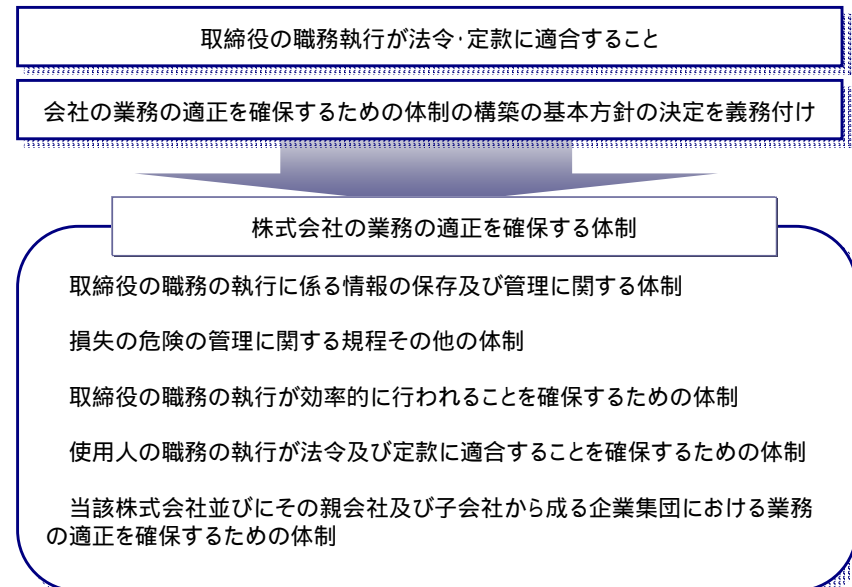 取締役の職務執行が法令･定款に適合すること
会社の業務の適正を確保するための体制の構築の基本方針の決定を義務付け
株式会社の業務の適正を確保する体制
取締役の職務の執行に係る情報の保存及び管理に関する体制
損失の危険の管理に関する規程その他の体制
取締役の職務の執行が効率的に行われることを確保するための体制
使用人の職務の執行が法令及び定款に適合することを確保するための体制
当該株式会社並びにその親会社及び子会社から成る企業集団における業務
の適正を確保するための体制